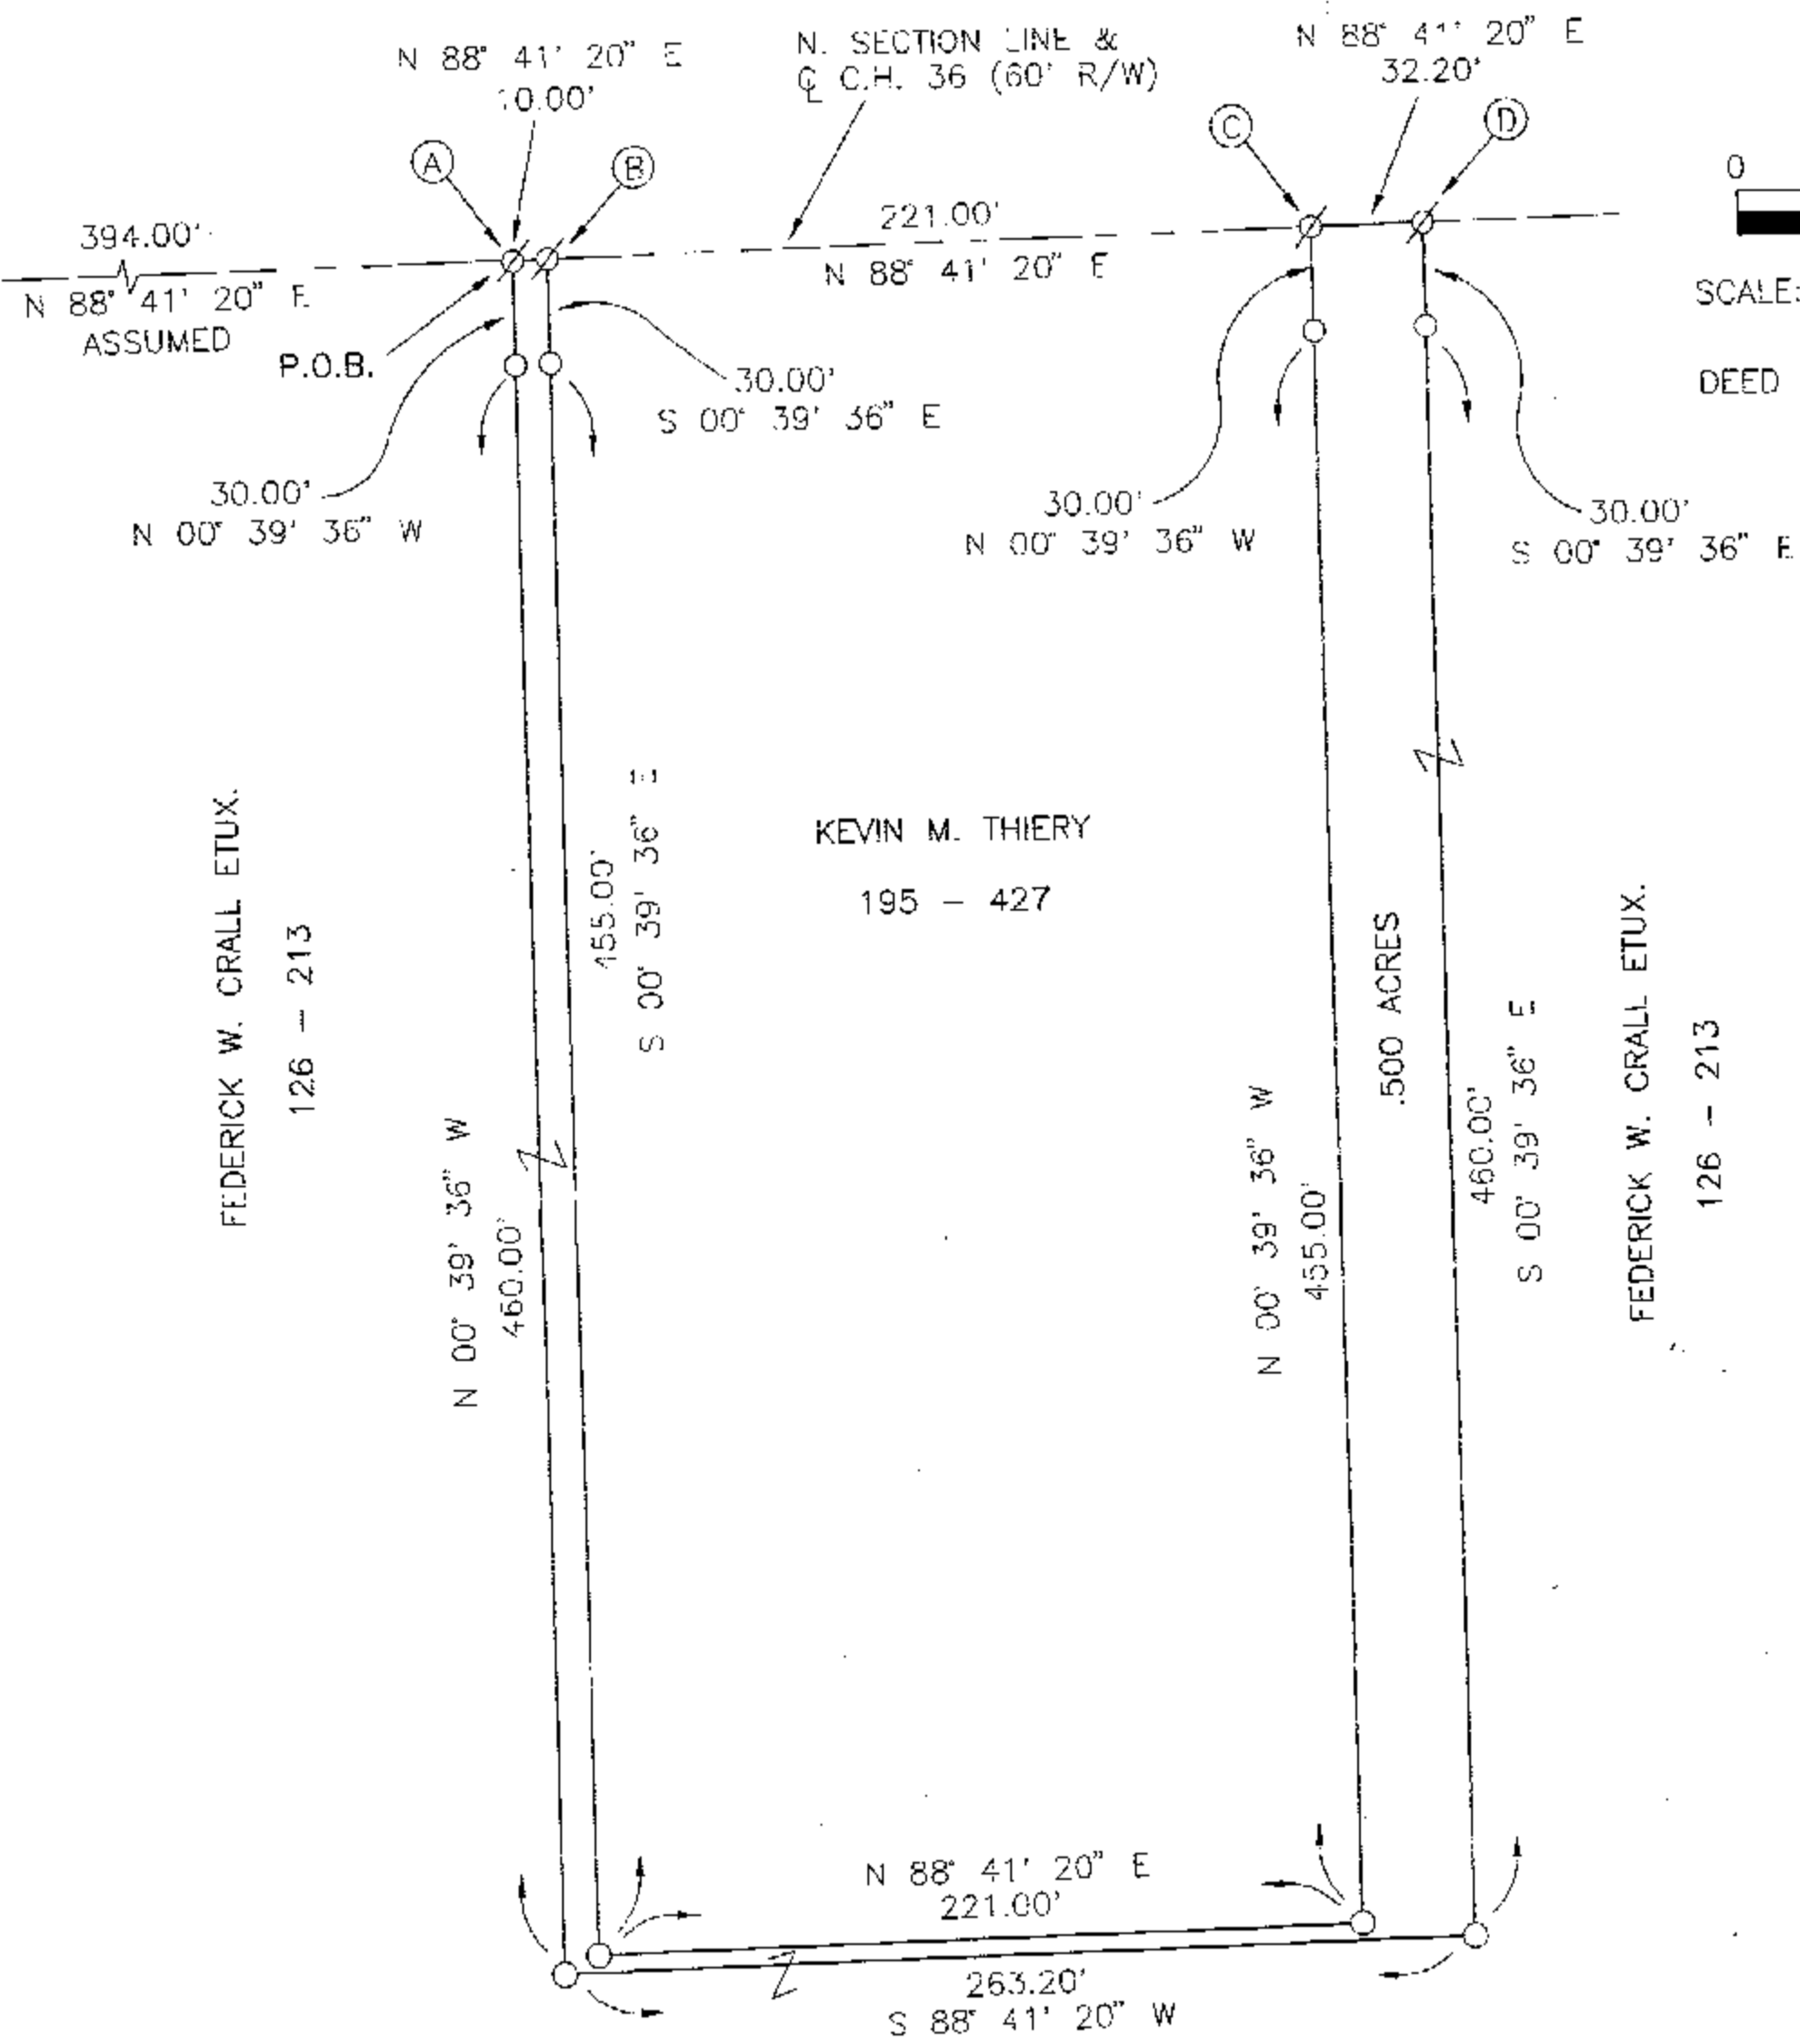 N 88° 41' 20" E
10.00'
N. SECTION LINE &
℄ C.H. 36 (60' R/W)
N 88° 41' 20" E
32.20'
A
B
C
D
0
394.00'
N 88° 41' 20" E
ASSUMED
P.O.B.
221.00'
N 88° 41' 20" E
SCALE:
DEED
30.00'
S 00° 39' 36" E
30.00'
N 00° 39' 36" W
30.00'
N 00° 39' 36" W
30.00'
S 00° 39' 36" E
FEDERICK W. CRALL ETUX.
126 – 213
N 00° 39' 36" W
460.00'
455.00'
S 00° 39' 36" E
KEVIN M. THIERY
195 – 427
N 00° 39' 36" W
455.00'
.500 ACRES
460.00'
S 00° 39' 36" E
FEDERICK W. CRALL ETUX.
126 – 213
N 88° 41' 20" E
221.00'
263.20'
S 88° 41' 20" W